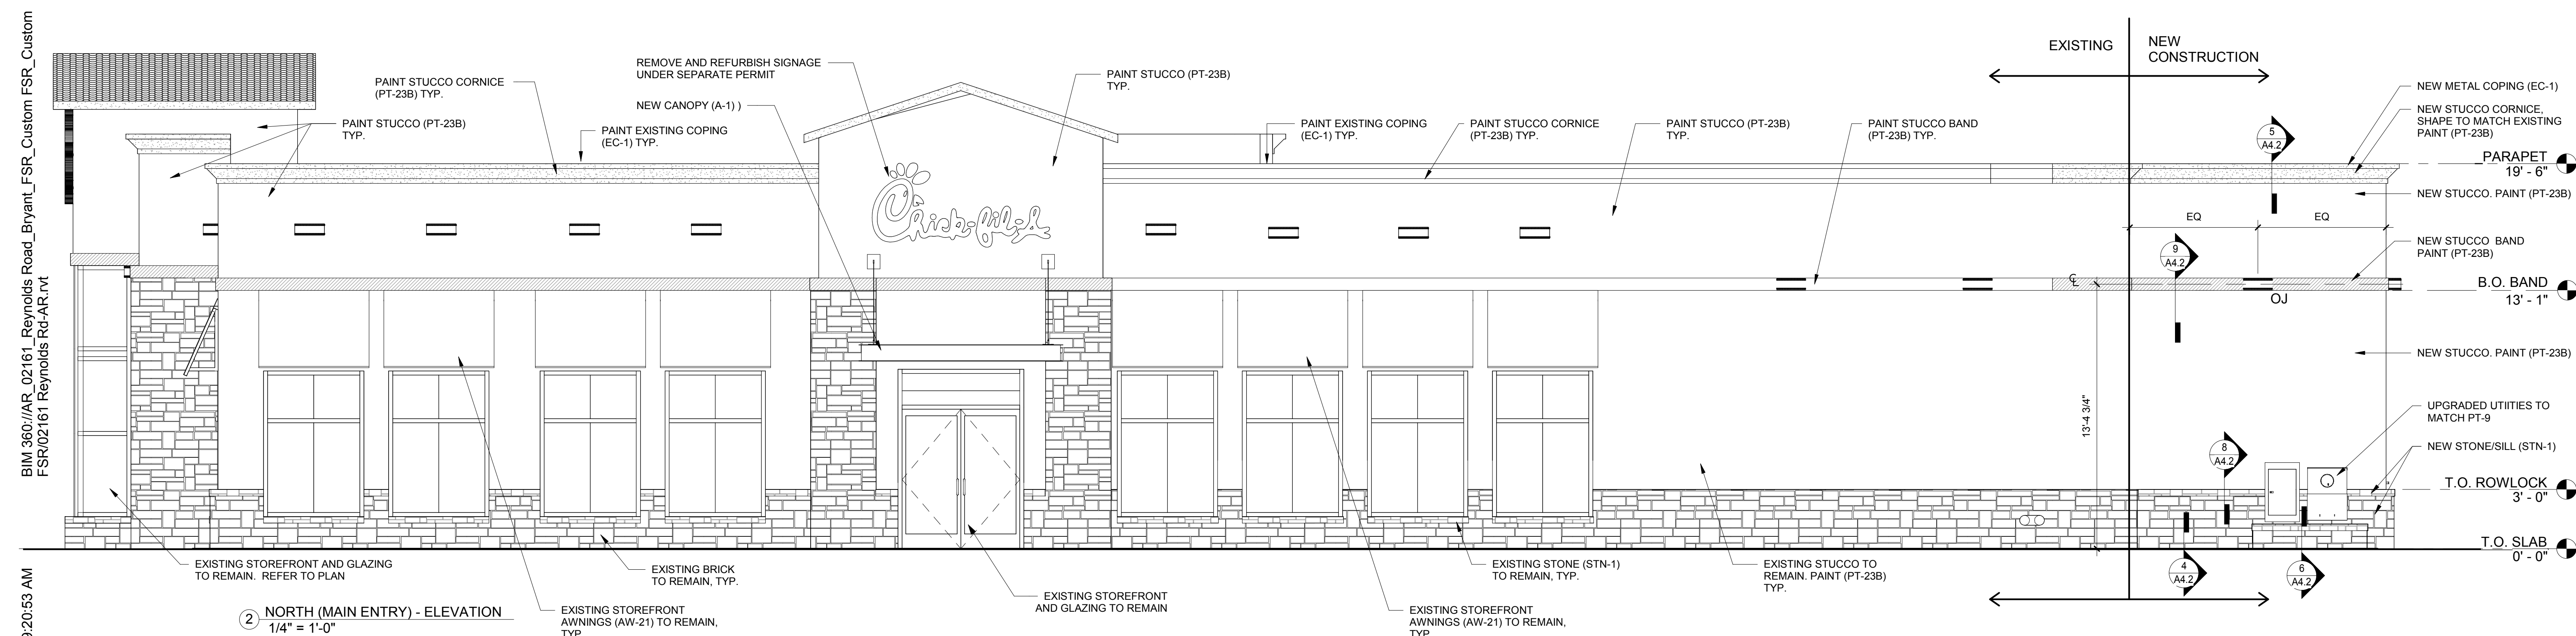 BIM 360://AR_02161_Reynolds Road_Bryant_FSR_Custom FSR_Custom
FSR/02161 Reynolds Rd-AR.rvt
9:20:53 AM
PAINT STUCCO CORNICE
(PT-23B) TYP.
PAINT STUCCO (PT-23B)
TYP.
REMOVE AND REFURBISH SIGNAGE
UNDER SEPARATE PERMIT
NEW CANOPY (A-1) )
PAINT EXISTING COPING
(EC-1) TYP.
Chick-fil-A
PAINT STUCCO (PT-23B)
TYP.
PAINT EXISTING COPING
(EC-1) TYP.
PAINT STUCCO CORNICE
(PT-23B) TYP.
PAINT STUCCO (PT-23B)
TYP.
PAINT STUCCO BAND
(PT-23B) TYP.
EXISTING
NEW
CONSTRUCTION
NEW METAL COPING (EC-1)
NEW STUCCO CORNICE,
SHAPE TO MATCH EXISTING
PAINT (PT-23B)
5
A4.2
PARAPET
19' - 6"
NEW STUCCO. PAINT (PT-23B)
EQ
EQ
NEW STUCCO  BAND
PAINT (PT-23B)
9
A4.2
CL
B.O. BAND
13' - 1"
OJ
NEW STUCCO. PAINT (PT-23B)
13'-4 3/4"
UPGRADED UTIITIES TO
MATCH PT-9
NEW STONE/SILL (STN-1)
8
A4.2
T.O. ROWLOCK
3' - 0"
T.O. SLAB
0' - 0"
4
A4.2
6
A4.2
EXISTING STOREFRONT AND GLAZING
TO REMAIN.  REFER TO PLAN
EXISTING BRICK
TO REMAIN, TYP.
EXISTING STOREFRONT
AWNINGS (AW-21) TO REMAIN,
TYP.
EXISTING STOREFRONT
AND GLAZING TO REMAIN
EXISTING STONE (STN-1)
TO REMAIN, TYP.
EXISTING STOREFRONT
AWNINGS (AW-21) TO REMAIN,
TYP.
EXISTING STUCCO TO
REMAIN. PAINT (PT-23B)
TYP.
2
NORTH (MAIN ENTRY) - ELEVATION
1/4" = 1'-0"